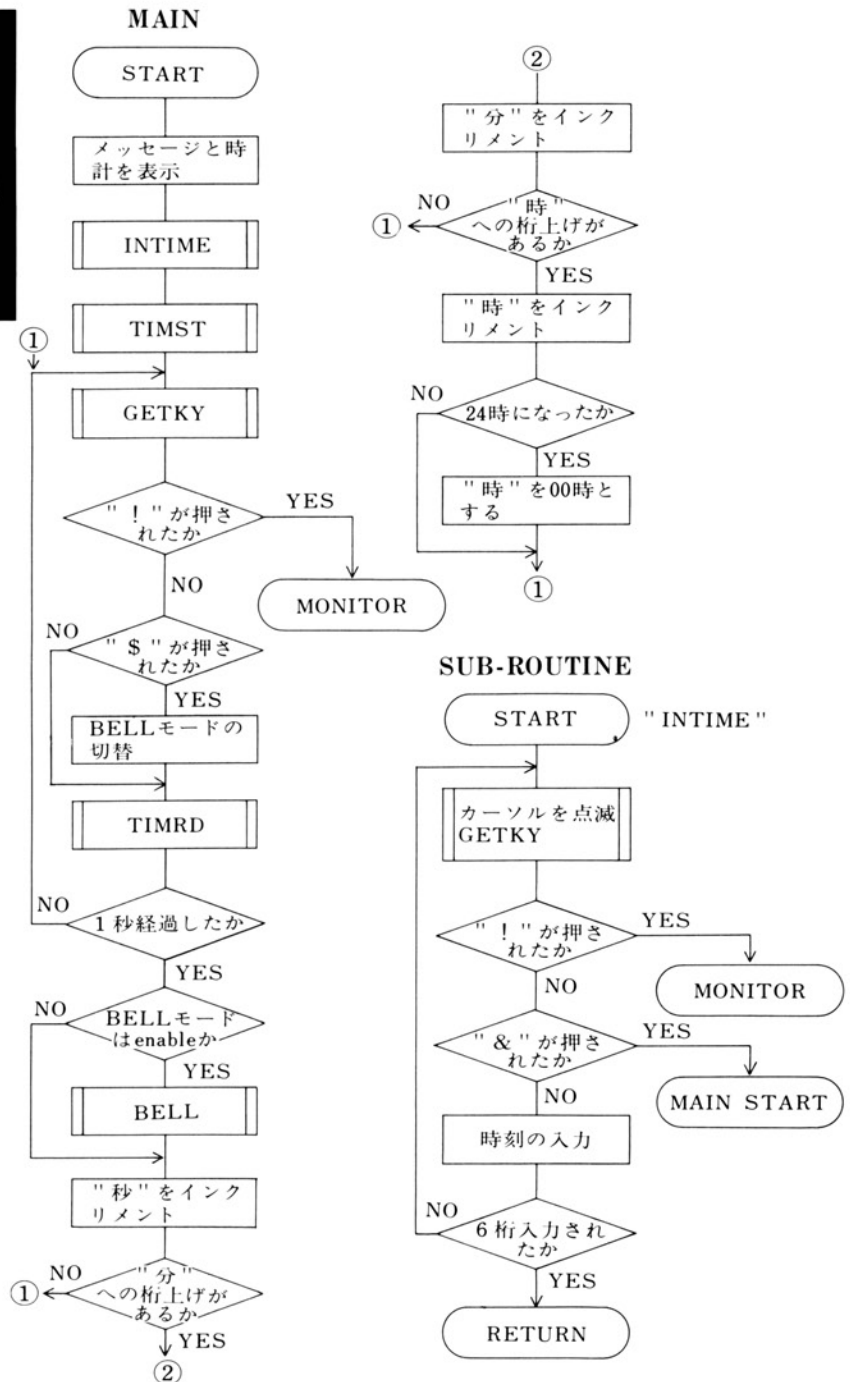 MAIN
START
メッセージと時
計を表示
INTIME
TIMST
①
GETKY
"！"が押さ
れたか
YES
NO
MONITOR
NO
"＄"が押さ
れたか
YES
BELLモードの
切替
TIMRD
NO
1秒経過したか
YES
NO
BELLモード
はenableか
YES
BELL
"秒"をインク
リメント
NO
①
"分"
への桁上げが
あるか
YES
②
②
"分"をインク
リメント
NO
①
"時"
への桁上げが
あるか
YES
"時"をインク
リメント
NO
24時になったか
YES
"時"を00時と
する
①
SUB-ROUTINE
START "INTIME"
カーソルを点滅
GETKY
"！"が押さ
れたか
YES
NO
MONITOR
"＆"が押さ
れたか
YES
NO
MAIN START
時刻の入力
NO
6桁入力され
たか
YES
RETURN